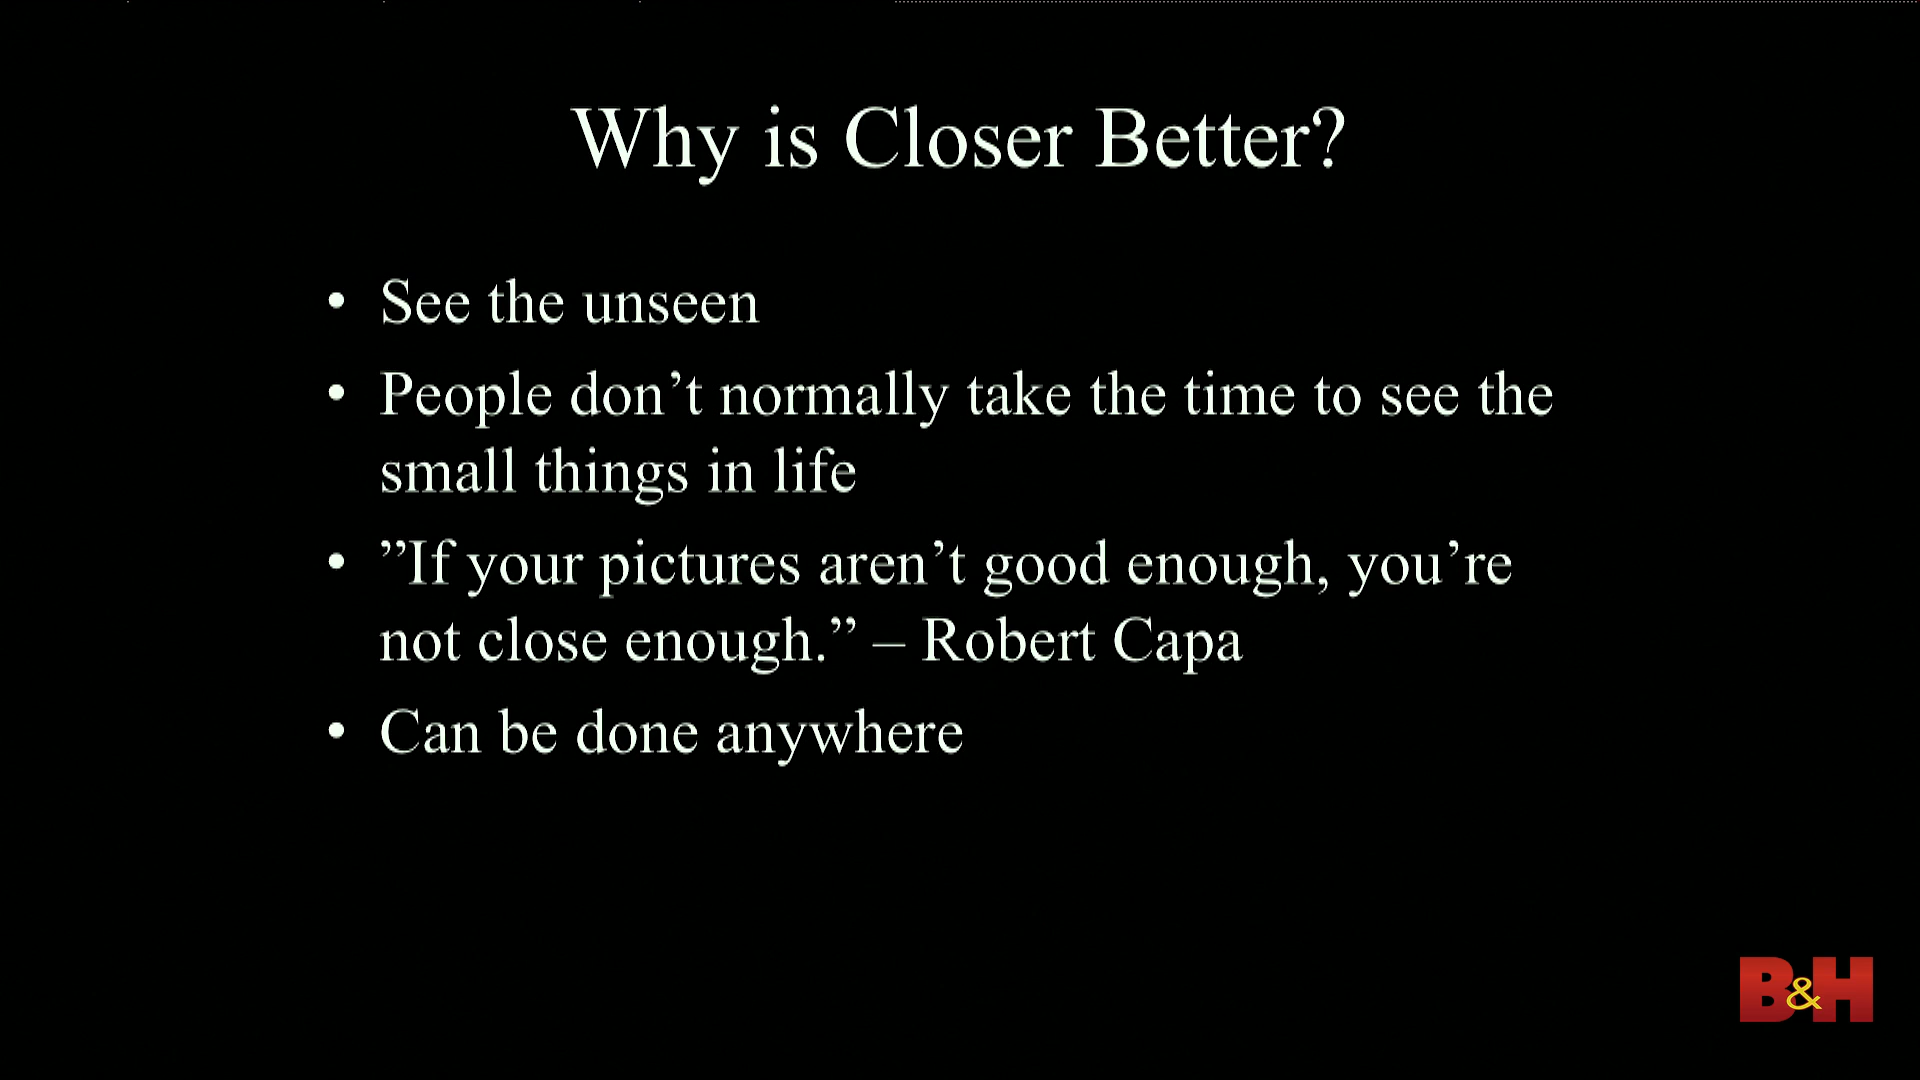 Why is Closer Better?
• See the unseen
• People don’t normally take the time to see the
small things in life
• ”If your pictures aren’t good enough, you’re
not close enough.” – Robert Capa
• Can be done anywhere
B&H